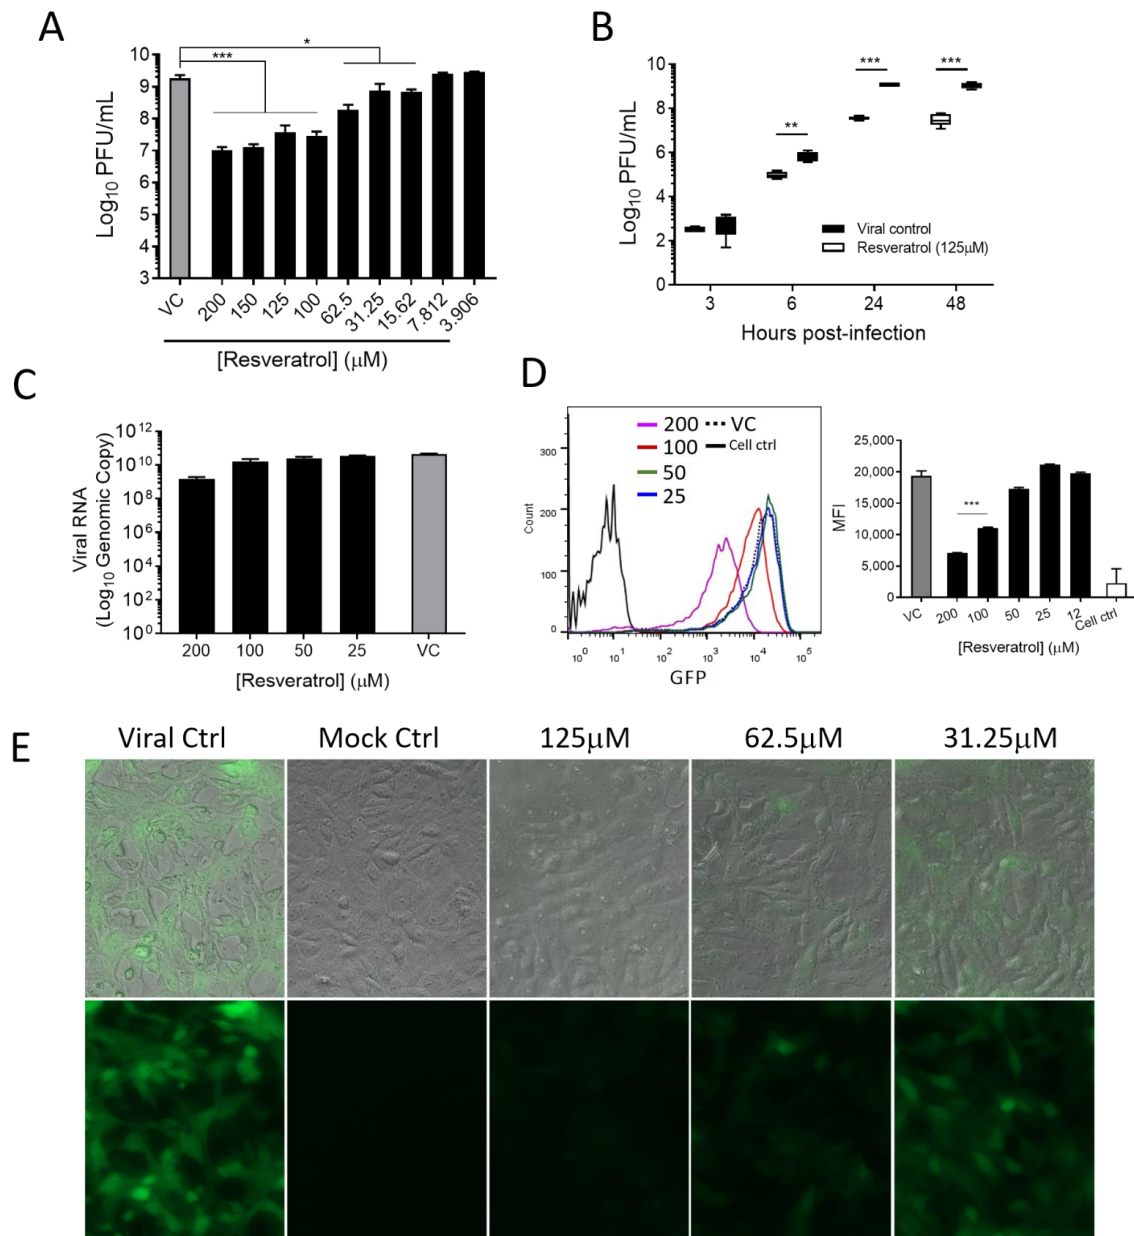 A
Log10 PFU/mL
10
9
8
7
6
5
4
3
***
*
VC
200
150
125
100
62.5
31.25
15.62
7.812
3.906
[Resveratrol] (μM)
B
Log10 PFU/mL
10
8
6
4
2
0
**
***
***
Viral control
Resveratrol (125μM)
3 6 24 48
Hours post-infection
C
Viral RNA
(Log10 Genomic Copy)
10^12
10^10
10^8
10^6
10^4
10^2
10^0
200 100 50 25 VC
[Resveratrol] (μM)
D
Count
300
200
100
0
200 VC
100 Cell ctrl
50
25
10^0 10^1 10^2 10^3 10^4 10^5
GFP
MFI
25,000
20,000
15,000
10,000
5,000
0
***
VC
200
100
50
25
12
Cell ctrl
[Resveratrol] (μM)
E
Viral Ctrl Mock Ctrl 125μM 62.5μM 31.25μM